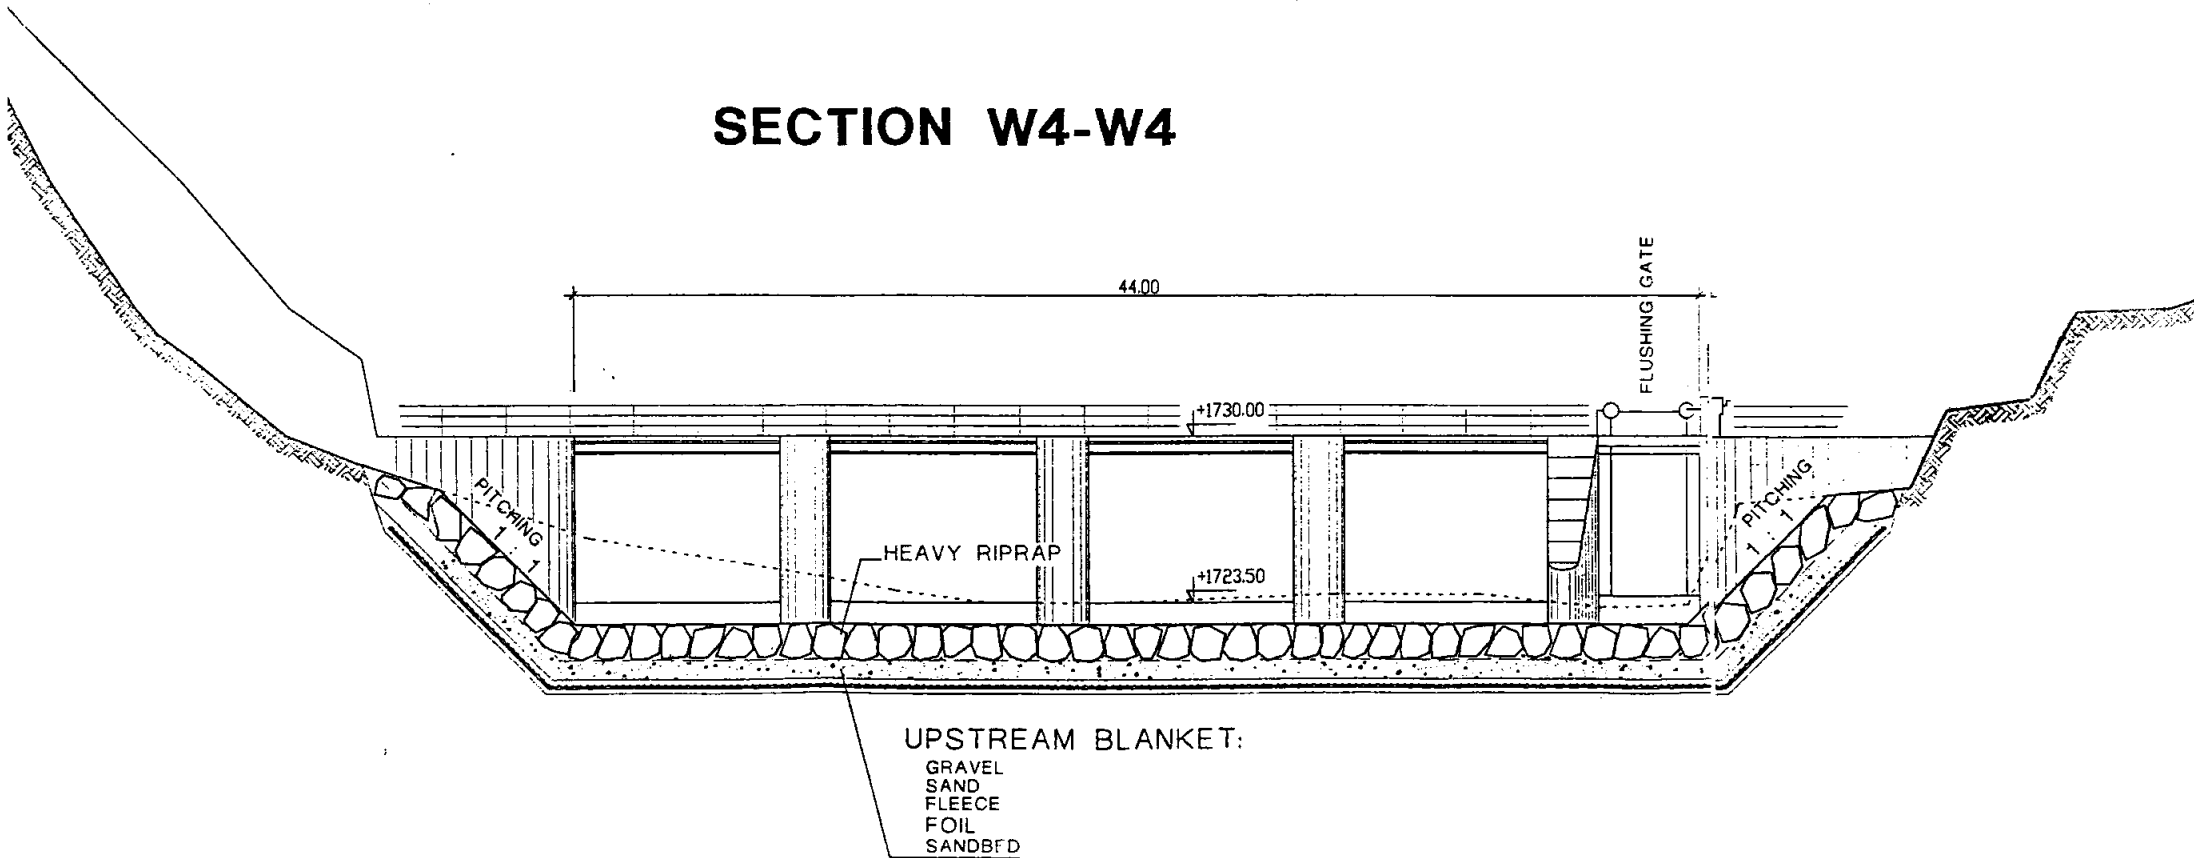 SECTION W4-W4
44.00
FLUSHING GATE
+1730.00
PITCHING
1 : 1
PITCHING
1 : 1
HEAVY RIPRAP
+1723.50
UPSTREAM BLANKET:
GRAVEL
SAND
FLEECE
FOIL
SANDBED